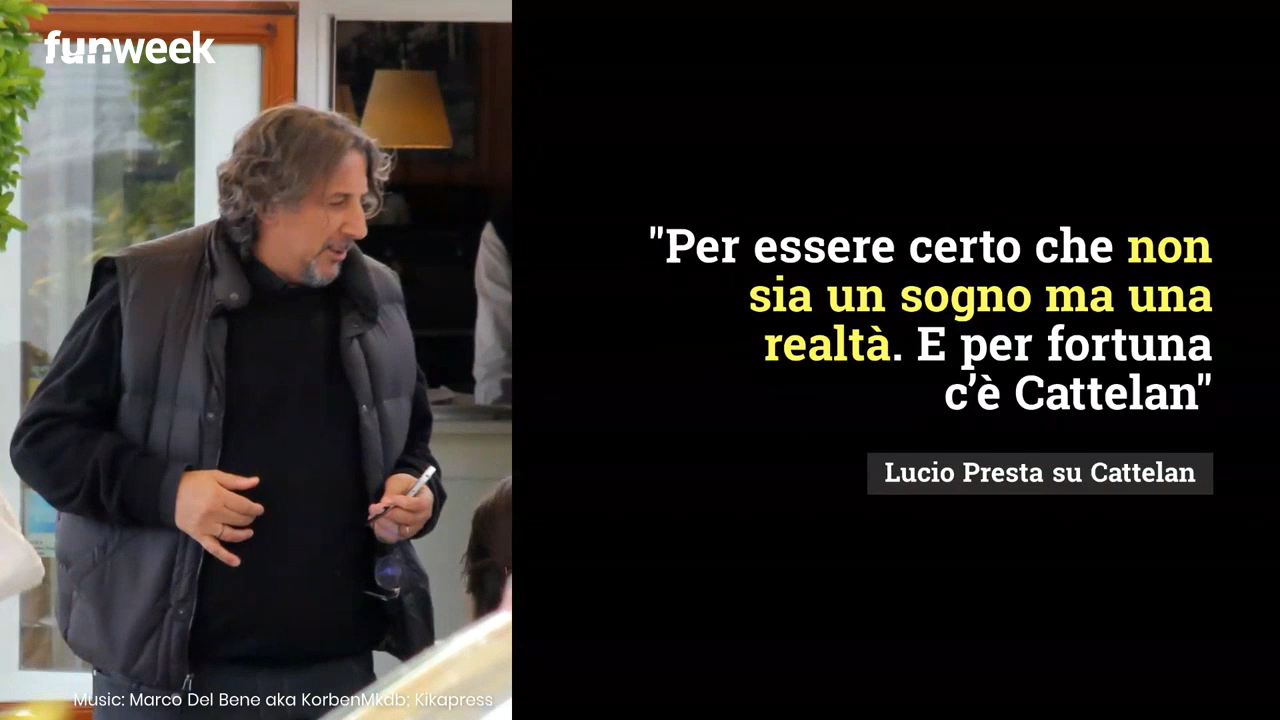 funweek
"Per essere certo che non
sia un sogno ma una
realtà. E per fortuna
c'è Cattelan"
Lucio Presta su Cattelan
Music: Marco Del Bene aka KorbenMkdb; Kikapress